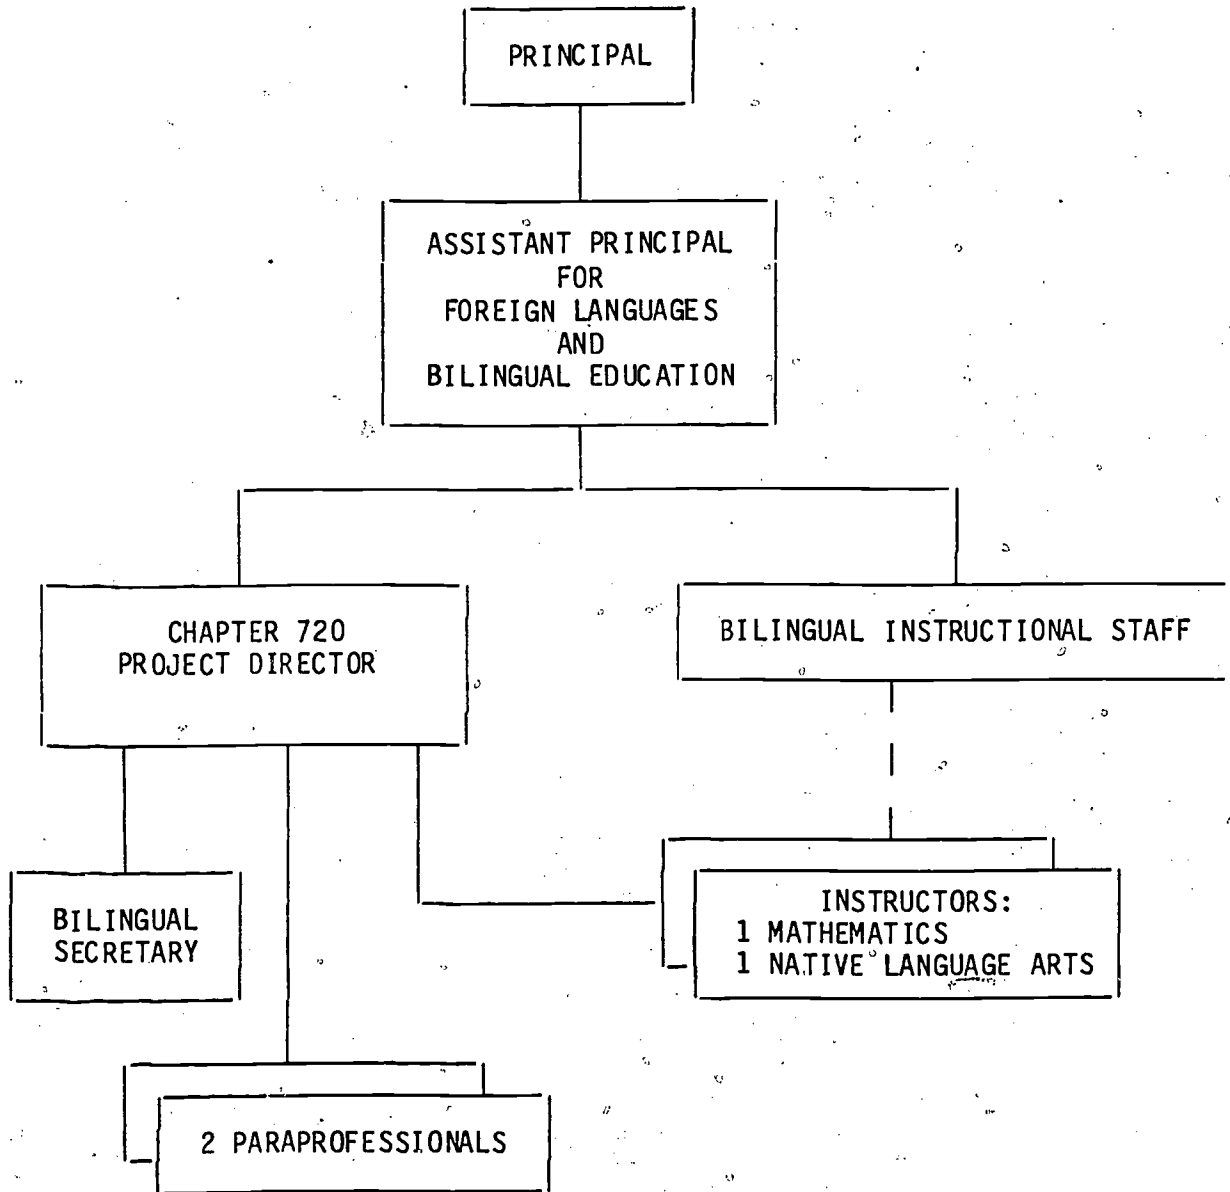 PRINCIPAL
ASSISTANT PRINCIPAL
FOR
FOREIGN LANGUAGES
AND
BILINGUAL EDUCATION
CHAPTER 720
PROJECT DIRECTOR
BILINGUAL INSTRUCTIONAL STAFF
BILINGUAL
SECRETARY
INSTRUCTORS:
1 MATHEMATICS
1 NATIVE LANGUAGE ARTS
2 PARAPROFESSIONALS